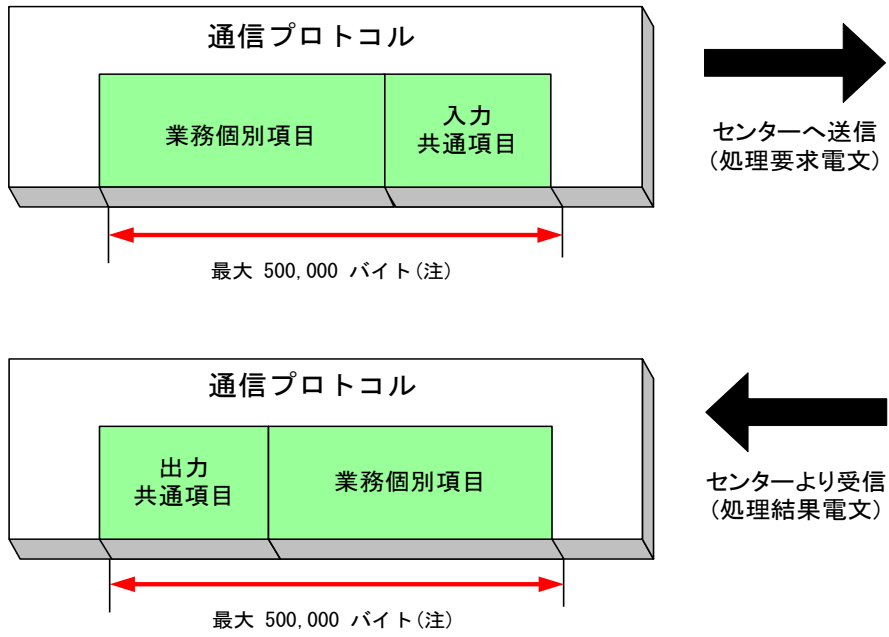 通信プロトコル
業務個別項目
入力
共通項目
センターへ送信
(処理要求電文)
最大 500,000 バイト(注)
通信プロトコル
出力
共通項目
業務個別項目
センターより受信
(処理結果電文)
最大 500,000 バイト(注)